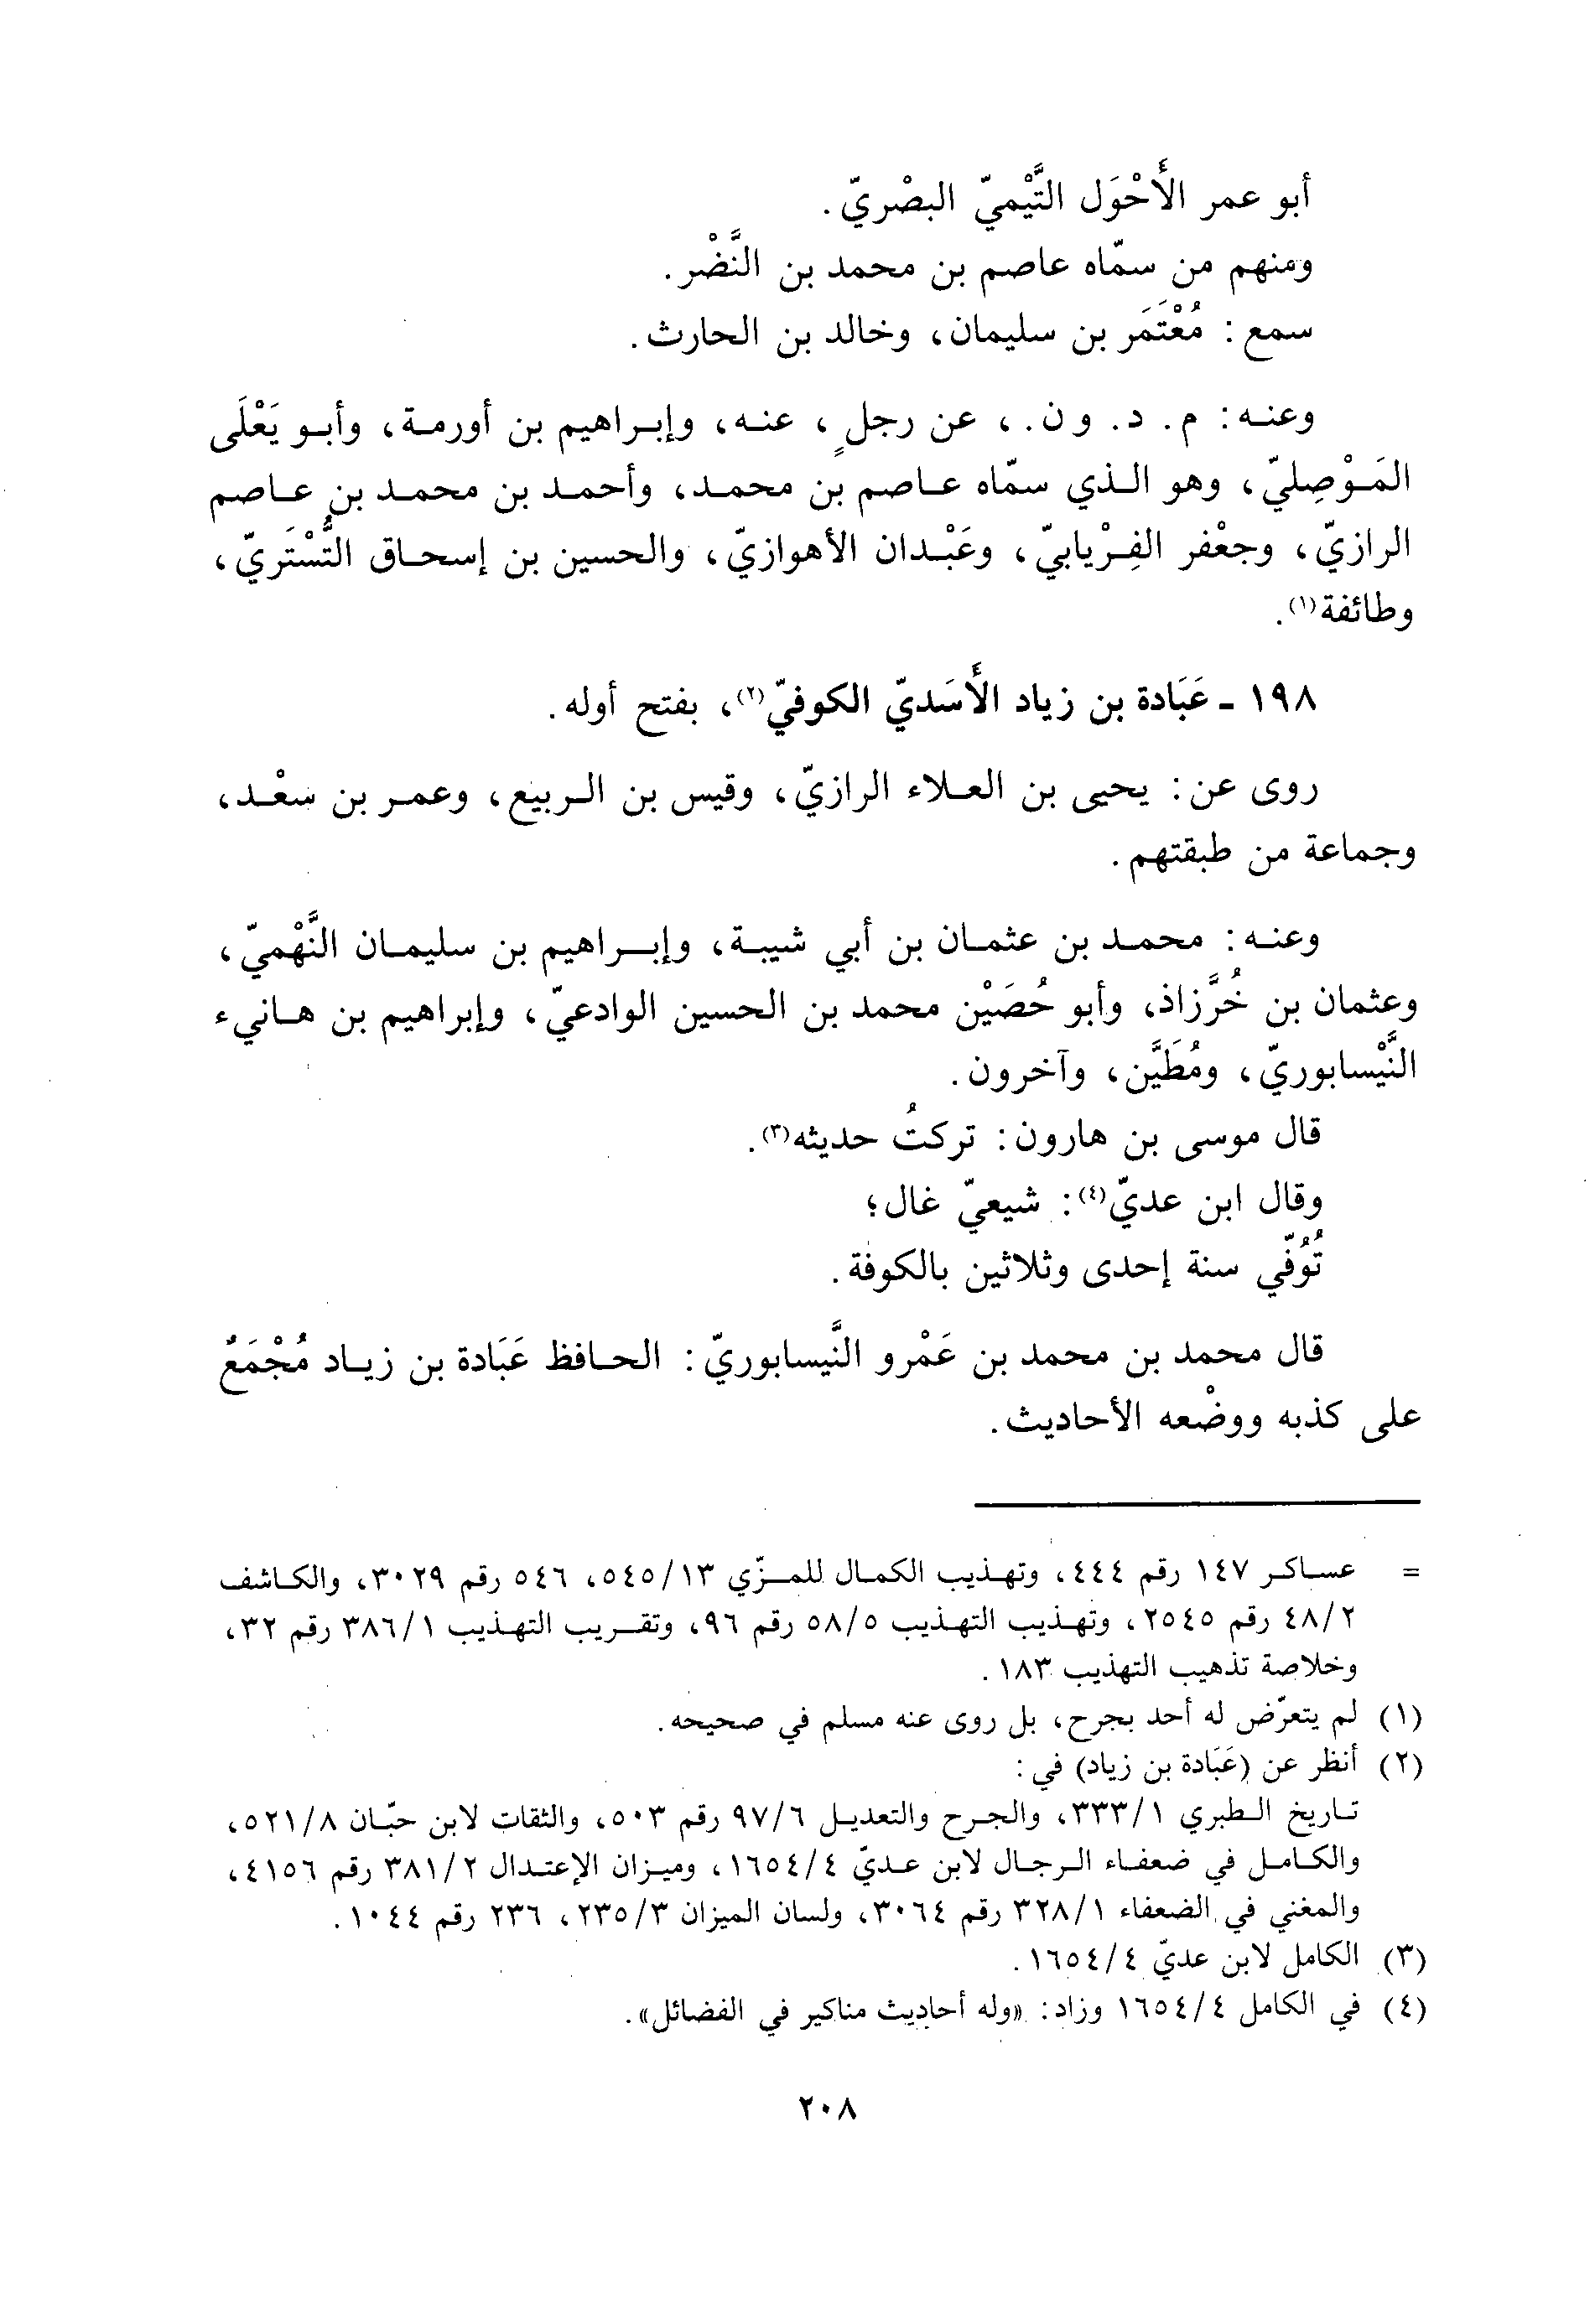 أبو عمر الأَحْوَل التَّيْميّ البصْريّ.
ومنهم من سمّاه عاصم بن محمد بن النَّضْر.
سمع: مُعْتَمَر بن سليمان، وخالد بن الحارث.
وعنه: م. د. و ن.، عن رجلٍ، عنه، وإبراهيم بن أورمة، وأبو يَعْلَى
المَوْصِليّ، وهو الذي سمّاه عاصم بن محمد، وأحمد بن محمد بن عاصم
الرازيّ، وجعْفر الفِرْيابيّ، وعَبْدان الأهوازيّ، والحسين بن إسحاق التُّسْتَريّ،
وطائفة(١).
١٩٨ - عَبَادة بن زياد الأَسَديّ الكوفيّ(٢)، بفتح أوله.
روى عن: يحيى بن العلاء الرازيّ، وقيس بن الربيع، وعمر بن سعْد،
وجماعة من طبقتهم.
وعنه: محمد بن عثمان بن أبي شيبة، وإبراهيم بن سليمان النَّهْميّ،
وعثمان بن خُرَّزاذ، وأبو حُصَيْن محمد بن الحسين الوادعيّ، وإبراهيم بن هانيء
النَّيْسابوريّ، ومُطَيَّن، وآخرون.
قال موسى بن هارون: تركتُ حديثه(٣).
وقال ابن عديّ(٤): شيعيّ غال؛
تُوُفّي سنة إحدى وثلاثين بالكوفة.
قال محمد بن محمد بن عَمْرو النَّيسابوريّ: الحافظ عَبَادة بن زياد مُجْمَعٌ
على كذبه ووضْعه الأحاديث.
= عساكر ١٤٧ رقم ٤٤٤، وتهذيب الكمال للمزّي ١٣/ ٥٤٥، ٥٤٦ رقم ٣٠٢٩، والكاشف
٢/ ٤٨ رقم ٢٥٤٥، وتهذيب التهذيب ٥/ ٥٨ رقم ٩٦، وتقريب التهذيب ١/ ٣٨٦ رقم ٣٢،
وخلاصة تذهيب التهذيب ١٨٣.
(١) لم يتعرّض له أحد بجرح، بل روى عنه مسلم في صحيحه.
(٢) أنظر عن (عَبَادة بن زياد) في:
تاريخ الطبري ١/ ٣٣٣، والجرح والتعديل ٦/ ٩٧ رقم ٥٠٣، والثقات لابن حبّان ٨/ ٥٢١،
والكامل في ضعفاء الرجال لابن عديّ ٤/ ١٦٥٤، وميزان الإعتدال ٢/ ٣٨١ رقم ٤١٥٦،
والمغني في الضعفاء ١/ ٣٢٨ رقم ٣٠٦٤، ولسان الميزان ٣/ ٢٣٥، ٢٣٦ رقم ١٠٤٤.
(٣) الكامل لابن عديّ ٤/ ١٦٥٤.
(٤) في الكامل ٤/ ١٦٥٤ وزاد: «وله أحاديث مناكير في الفضائل».
٢٠٨